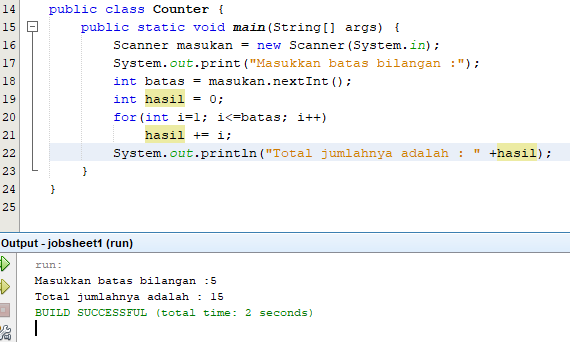 14 public class Counter {
15 public static void main(String[] args) {
16 Scanner masukan = new Scanner(System.in);
17 System.out.print("Masukkan batas bilangan :");
18 int batas = masukan.nextInt();
19 int hasil = 0;
20 for(int i=1; i<=batas; i++)
21 hasil += i;
22 System.out.println("Total jumlahnya adalah : " +hasil);
23 }
24 }
25
Output - jobsheet1 (run)
run:
Masukkan batas bilangan :5
Total jumlahnya adalah : 15
BUILD SUCCESSFUL (total time: 2 seconds)